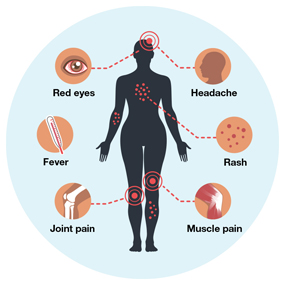 Red eyes
Headache
Fever
Rash
Joint pain
Muscle pain